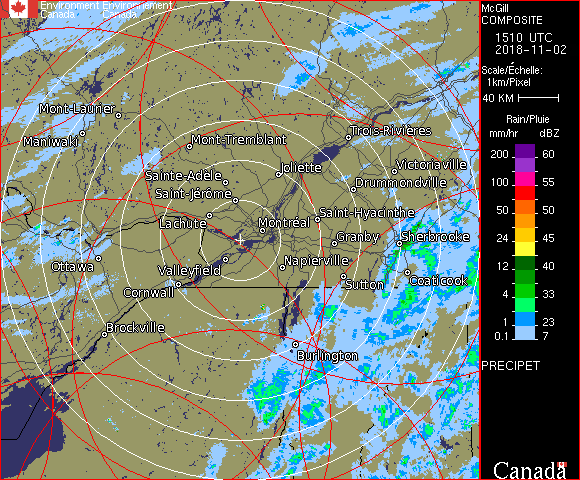 Environment Environnement
Canada Canada
McGill
COMPOSITE
1510 UTC
2018-11-02
Scale/Échelle:
1km/Pixel
40 KM
Rain/Pluie
mm/hr dBZ
200 60
150 57
100 55
50 50
24 45
12 40
4 33
1 23
0.1 7
PRECIPET
Canada
Mont-Laurier
Maniwaki
Mont-Tremblant
Trois-Rivières
Sainte-Adèle
Joliette
Victoriaville
Drummondville
Saint-Jérôme
Lachute
Montréal
Saint-Hyacinthe
Granby
Sherbrooke
Ottawa
Valleyfield
Napierville
Cornwall
Sutton
Coaticook
Brockville
Burlington